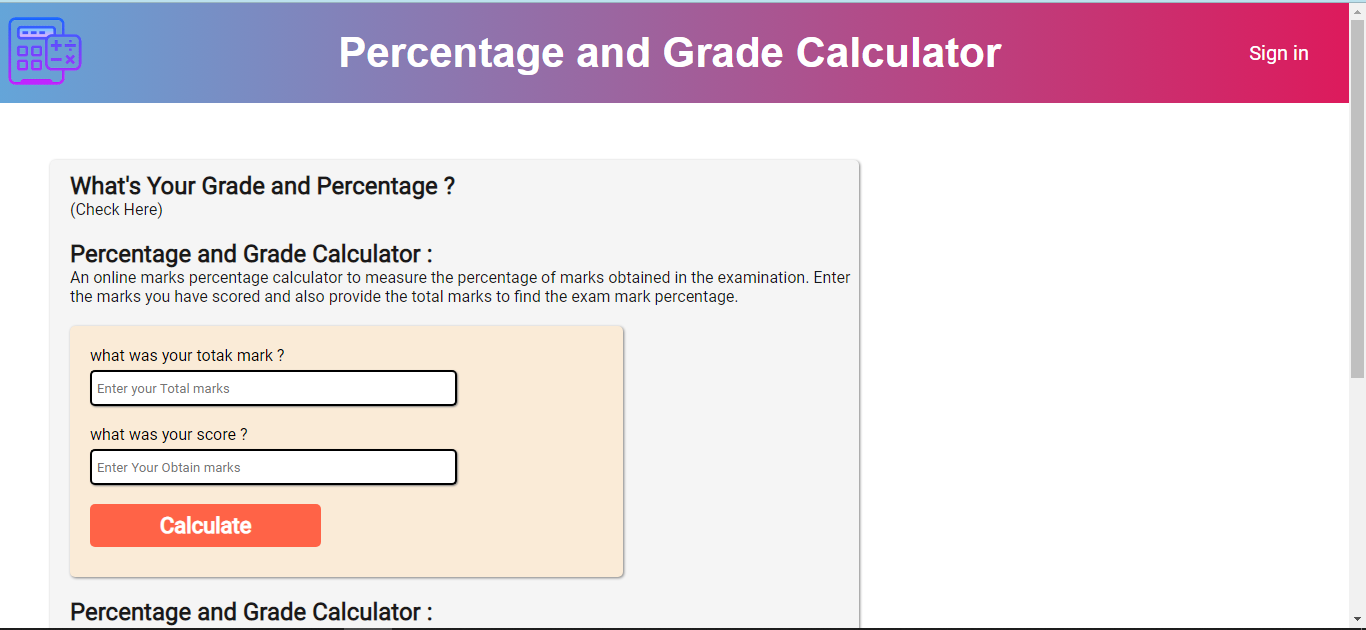 Percentage and Grade Calculator
Sign in
What's Your Grade and Percentage ?
(Check Here)
Percentage and Grade Calculator :
An online marks percentage calculator to measure the percentage of marks obtained in the examination. Enter
the marks you have scored and also provide the total marks to find the exam mark percentage.
what was your totak mark ?
Enter your Total marks
what was your score ?
Enter Your Obtain marks
Calculate
Percentage and Grade Calculator :